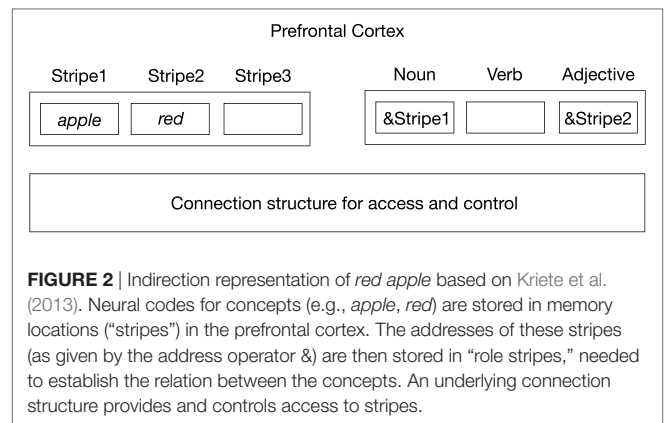 Prefrontal Cortex
Stripe1 Stripe2 Stripe3 Noun Verb Adjective
apple red &Stripe1 &Stripe2
Connection structure for access and control
FIGURE 2 | Indirection representation of red apple based on Kriete et al.
(2013). Neural codes for concepts (e.g., apple, red) are stored in memory
locations (“stripes”) in the prefrontal cortex. The addresses of these stripes
(as given by the address operator &) are then stored in “role stripes,” needed
to establish the relation between the concepts. An underlying connection
structure provides and controls access to stripes.